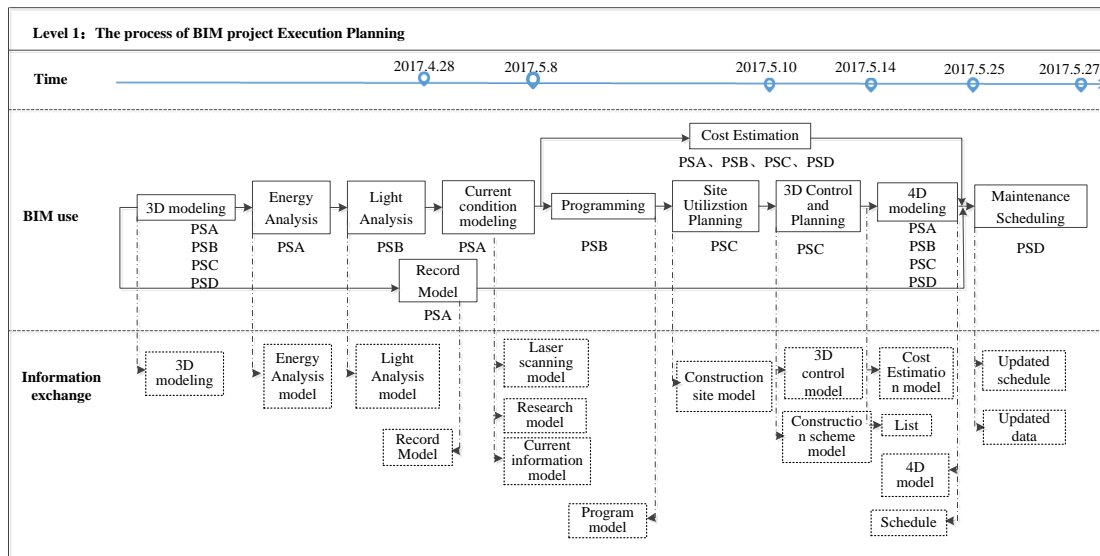 Level 1：The process of BIM project Execution Planning
Time
2017.4.28
2017.5.8
2017.5.10
2017.5.14
2017.5.25
2017.5.27
BIM use
Cost Estimation
PSA、PSB、PSC、PSD
3D modeling
PSA
PSB
PSC
PSD
Energy
Analysis
PSA
Light
Analysis
PSB
Current
condition
modeling
PSA
Programming
PSB
Site
Utiliztion
Planning
PSC
3D Control
and
Planning
PSC
4D
modeling
PSA
PSB
PSC
PSD
Maintenance
Scheduling
PSD
Record
Model
PSA
Information
exchange
3D
modeling
Energy
Analysis
model
Light
Analysis
model
Record
Model
Laser
scanning
model
Research
model
Current
information
model
Program
model
Construction
site model
3D
control
model
Constructio
n scheme
model
Cost
Estimatio
n model
List
4D
model
Schedule
Updated
schedule
Updated
data